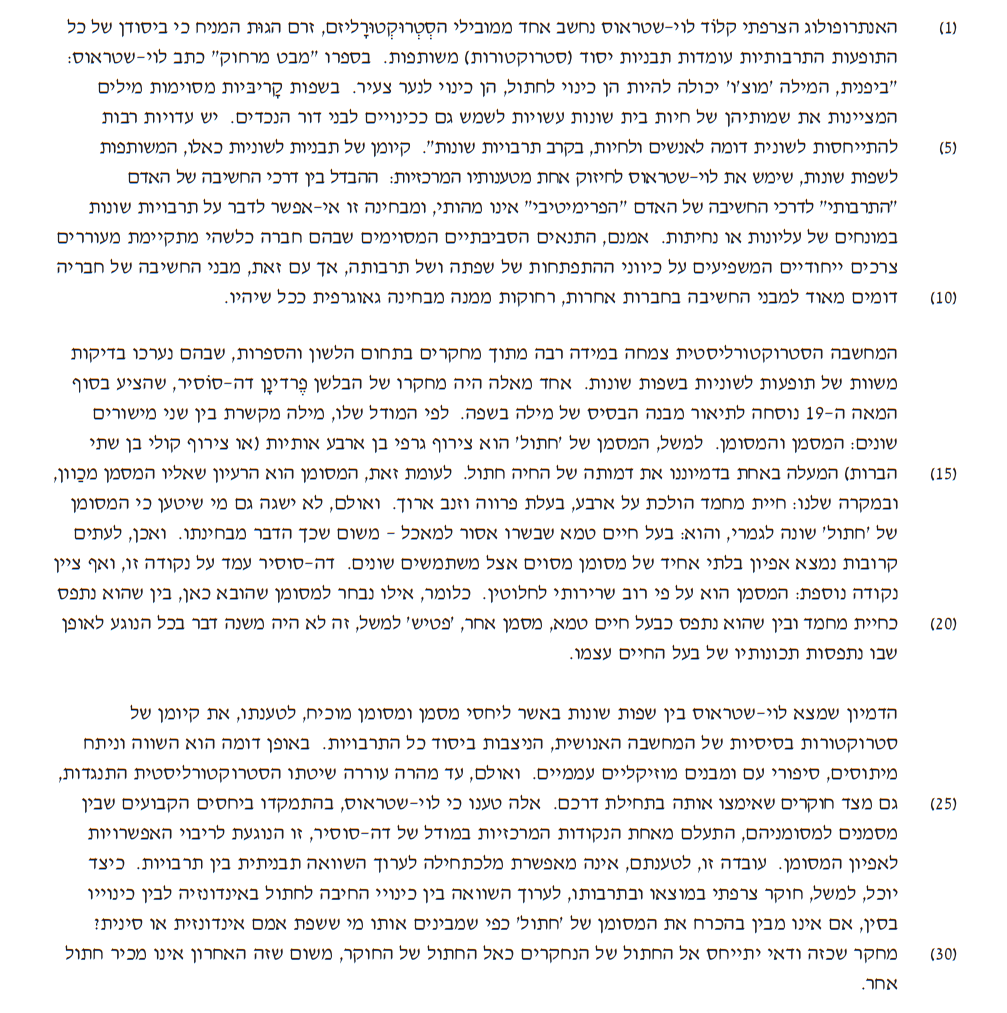 (1) האנתרופולוג הצרפתי קלוֹד לוי-שטראוס נחשב אחד ממובילי הסְטְרוּקְטוּרָליזם, זרם הגות המניח כי ביסודן של כל
התופעות התרבותיות עומדות תבניות יסוד (סטרוקטורות) משותפות. בספרו "מבט מרחוק" כתב לוי-שטראוס:
"ביפנית, המילה 'מוצ'ו' יכולה להיות הן כינוי לחתול, הן כינוי לנער צעיר. בשפות קָריבּיות מסוימות מילים
המציינות את שמותיהן של חיות בית שונות עשויות לשמש גם ככינויים לבני דור הנכדים. יש עדויות רבות
(5) להתייחסות לשונית דומה לאנשים ולחיות, בקרב תרבויות שונות". קיומן של תבניות לשוניות כאלו, המשותפות
לשפות שונות, שימש את לוי-שטראוס לחיזוק אחת מטענותיו המרכזיות: ההבדל בין דרכי החשיבה של האדם
"התרבותי" לדרכי החשיבה של האדם "הפרימיטיבי" אינו מהותי, ומבחינה זו אי-אפשר לדבר על תרבויות שונות
במונחים של עליונות או נחיתות. אמנם, התנאים הסביבתיים המסוימים שבהם חברה כלשהי מתקיימת מעוררים
צרכים ייחודיים המשפיעים על כיווני ההתפתחות של שפתה ושל תרבותה, אך עם זאת, מבני החשיבה של חבריה
(10) דומים מאוד למבני החשיבה בחברות אחרות, רחוקות ממנה מבחינה גאוגרפית ככל שיהיו.
המחשבה הסטרוקטורליסטית צמחה במידה רבה מתוך מחקרים בתחום הלשון והספרות, שבהם נערכו בדיקות
משוות של תופעות לשוניות בשפות שונות. אחד מאלה היה מחקרו של הבלשן פֶרדינָן דה-סוֹסיר, שהציע בסוף
המאה ה-19 נוסחה לתיאור מבנה הבסיס של מילה בשפה. לפי המודל שלו, מילה מקשרת בין שני מישורים
שונים: המסמן והמסומן. למשל, המסמן של 'חתול' הוא צירוף גרפי בן ארבע אותיות (או צירוף קולי בן שתי
(15) הברות) המעלה באחת בדמיוננו את דמותה של החיה חתול. לעומת זאת, המסומן הוא הרעיון שאליו המסמן מכַוון,
ובמקרה שלנו: חיית מחמד הולכת על ארבע, בעלת פרווה וזנב ארוך. ואולם, לא ישגה גם מי שיטען כי המסומן
של 'חתול' שונה לגמרי, והוא: בעל חיים טמא שבשרו אסור למאכל - משום שכך הדבר מבחינתו. ואכן, לעתים
קרובות נמצא אפיון בלתי אחיד של מסומן מסוים אצל משתמשים שונים. דה-סוסיר עמד על נקודה זו, ואף ציין
נקודה נוספת: המסמן הוא על פי רוב שרירותי לחלוטין. כלומר, אילו נבחר למסומן שהובא כאן, בין שהוא נתפס
(20) כחיית מחמד ובין שהוא נתפס כבעל חיים טמא, מסמן אחר, 'פטיש' למשל, זה לא היה משנה דבר בכל הנוגע לאופן
שבו נתפסות תכונותיו של בעל החיים עצמו.
הדמיון שמצא לוי-שטראוס בין שפות שונות באשר ליחסי מסמן ומסומן מוכיח, לטענתו, את קיומן של
סטרוקטורות בסיסיות של המחשבה האנושית, הניצבות ביסוד כל התרבויות. באופן דומה הוא השווה וניתח
מיתוסים, סיפורי עם ומבנים מוזיקליים עממיים. ואולם, עד מהרה עוררה שיטתו הסטרוקטורליסטית התנגדות,
(25) גם מצד חוקרים שאימצו אותה בתחילת דרכם. אלה טענו כי לוי-שטראוס, בהתמקדו ביחסים הקבועים שבין
מסמנים למסומניהם, התעלם מאחת הנקודות המרכזיות במודל של דה-סוסיר, זו הנוגעת לריבוי האפשרויות
לאפיון המסומן. עובדה זו, לטענתם, אינה מאפשרת מלכתחילה לערוך השוואה תבניתית בין תרבויות. כיצד
יוכל, למשל, חוקר צרפתי במוצאו ובתרבותו, לערוך השוואה בין כינויי החיבה לחתול באינדונזיה לבין כינוייו
בסין, אם אינו מבין בהכרח את המסומן של 'חתול' כפי שמבינים אותו מי ששפת אמם אינדונזית או סינית?
(30) מחקר שכזה ודאי יתייחס אל החתול של הנחקרים כאל החתול של החוקר, משום שזה האחרון אינו מכיר חתול
אחר.